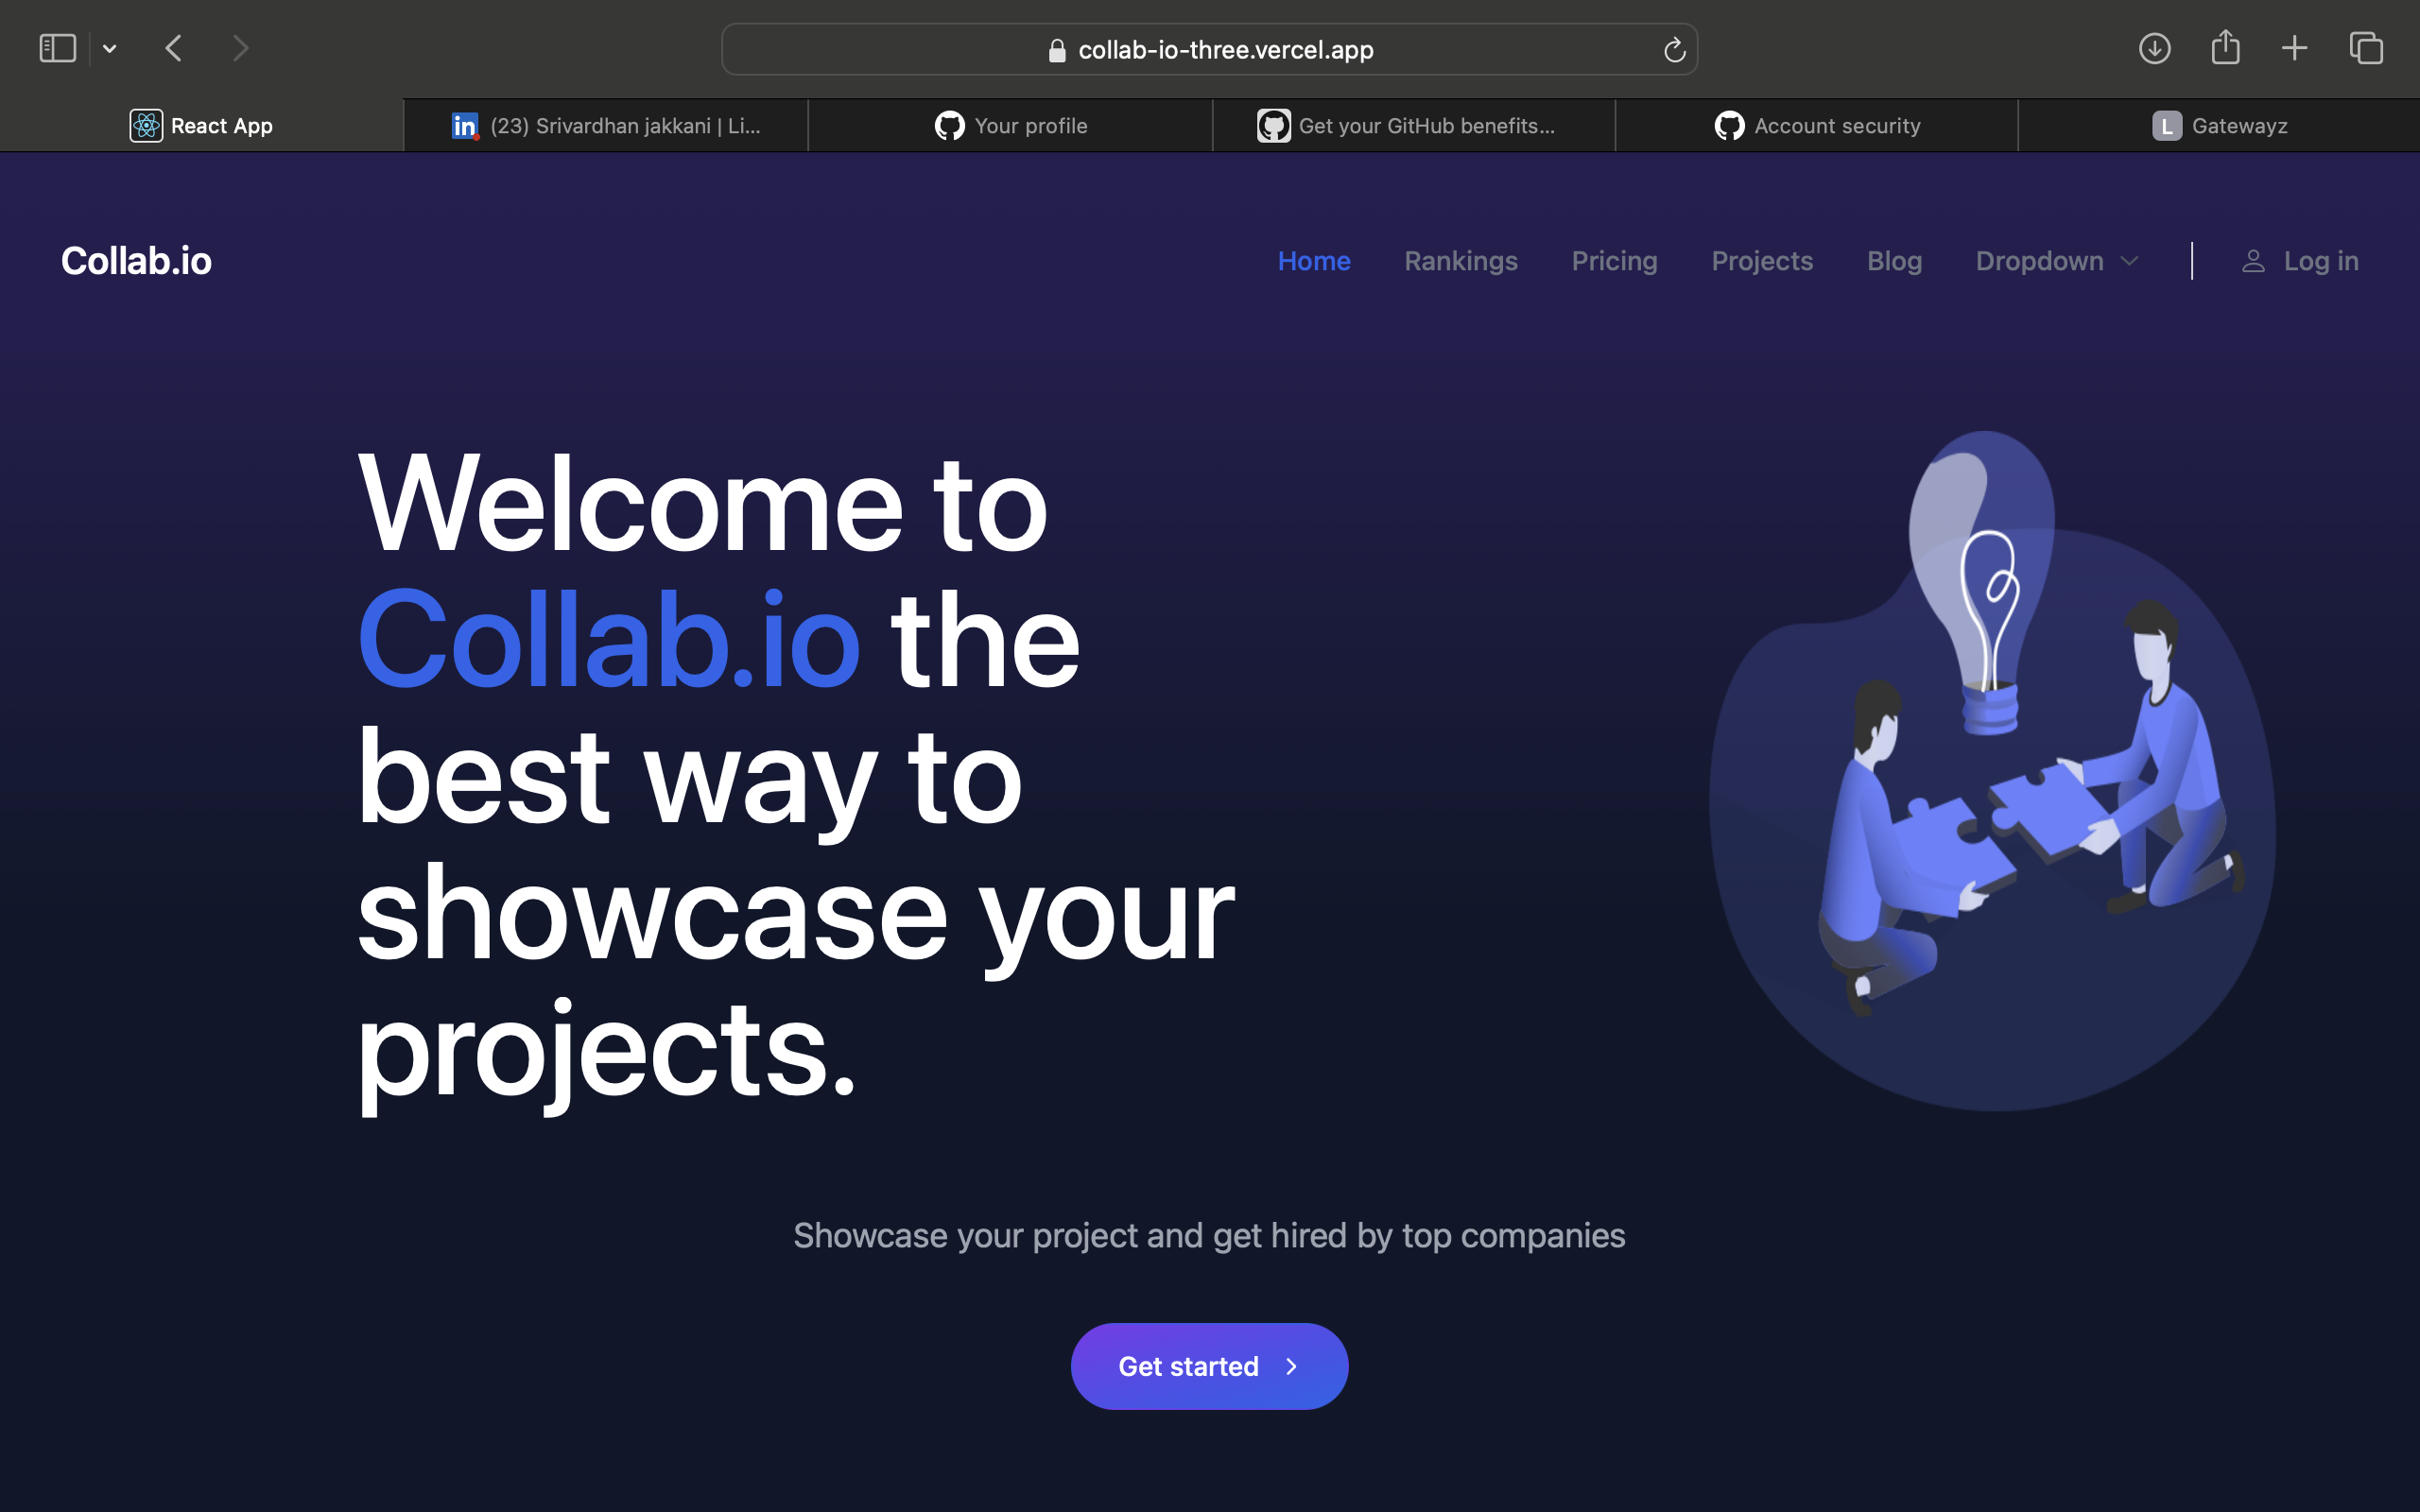 collab-io-three.vercel.app
React App
in (23) Srivardhan jakkani | Li...
Your profile
Get your GitHub benefits...
Account security
L Gatewayz
Collab.io
Home Rankings Pricing Projects Blog Dropdown Log in
Welcome to
Collab.io the
best way to
showcase your
projects.
Showcase your project and get hired by top companies
Get started